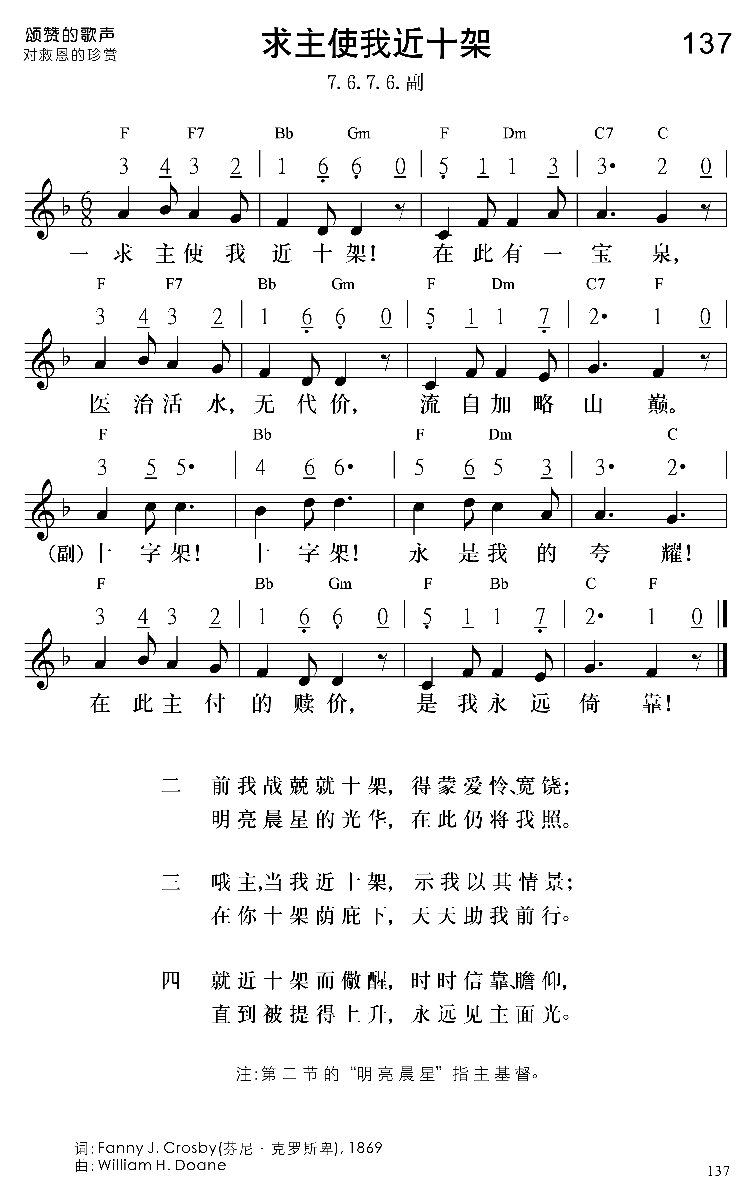 颂赞的歌声
对救恩的珍赏
求主使我近十架
137
7.6.7.6.副
F F7 Bb Gm F Dm C7 C
3 4 3 2 | 1 6 6 0 | 5 1 1 3 | 3· 2 0 |
一 求主使我近十架！在此有一宝泉，
F F7 Bb Gm F Dm C7 F
3 4 3 2 | 1 6 6 0 | 5 1 1 7 | 2· 1 0 |
医治活水，无代价，流自加略山巅。
F Bb F Dm C
3 5 5· | 4 6 6· | 5 6 5 3 | 3· 2· |
(副)十字架！十字架！永是我的夸耀！
F Bb Gm F Bb C F
3 4 3 2 | 1 6 6 0 | 5 1 1 7 | 2· 1 0 ‖
在此主付的赎价，是我永远倚靠！
二 前我战兢就十架，得蒙爱怜、宽饶；
明亮晨星的光华，在此仍将我照。
三 哦主，当我近十架，示我以其情景；
在你十架荫庇下，天天助我前行。
四 就近十架而儆醒，时时信靠、瞻仰，
直到被提得上升，永远见主面光。
注:第二节的“明亮晨星”指主基督。
词: Fanny J. Crosby(芬尼·克罗斯卑), 1869
曲: William H. Doane
137